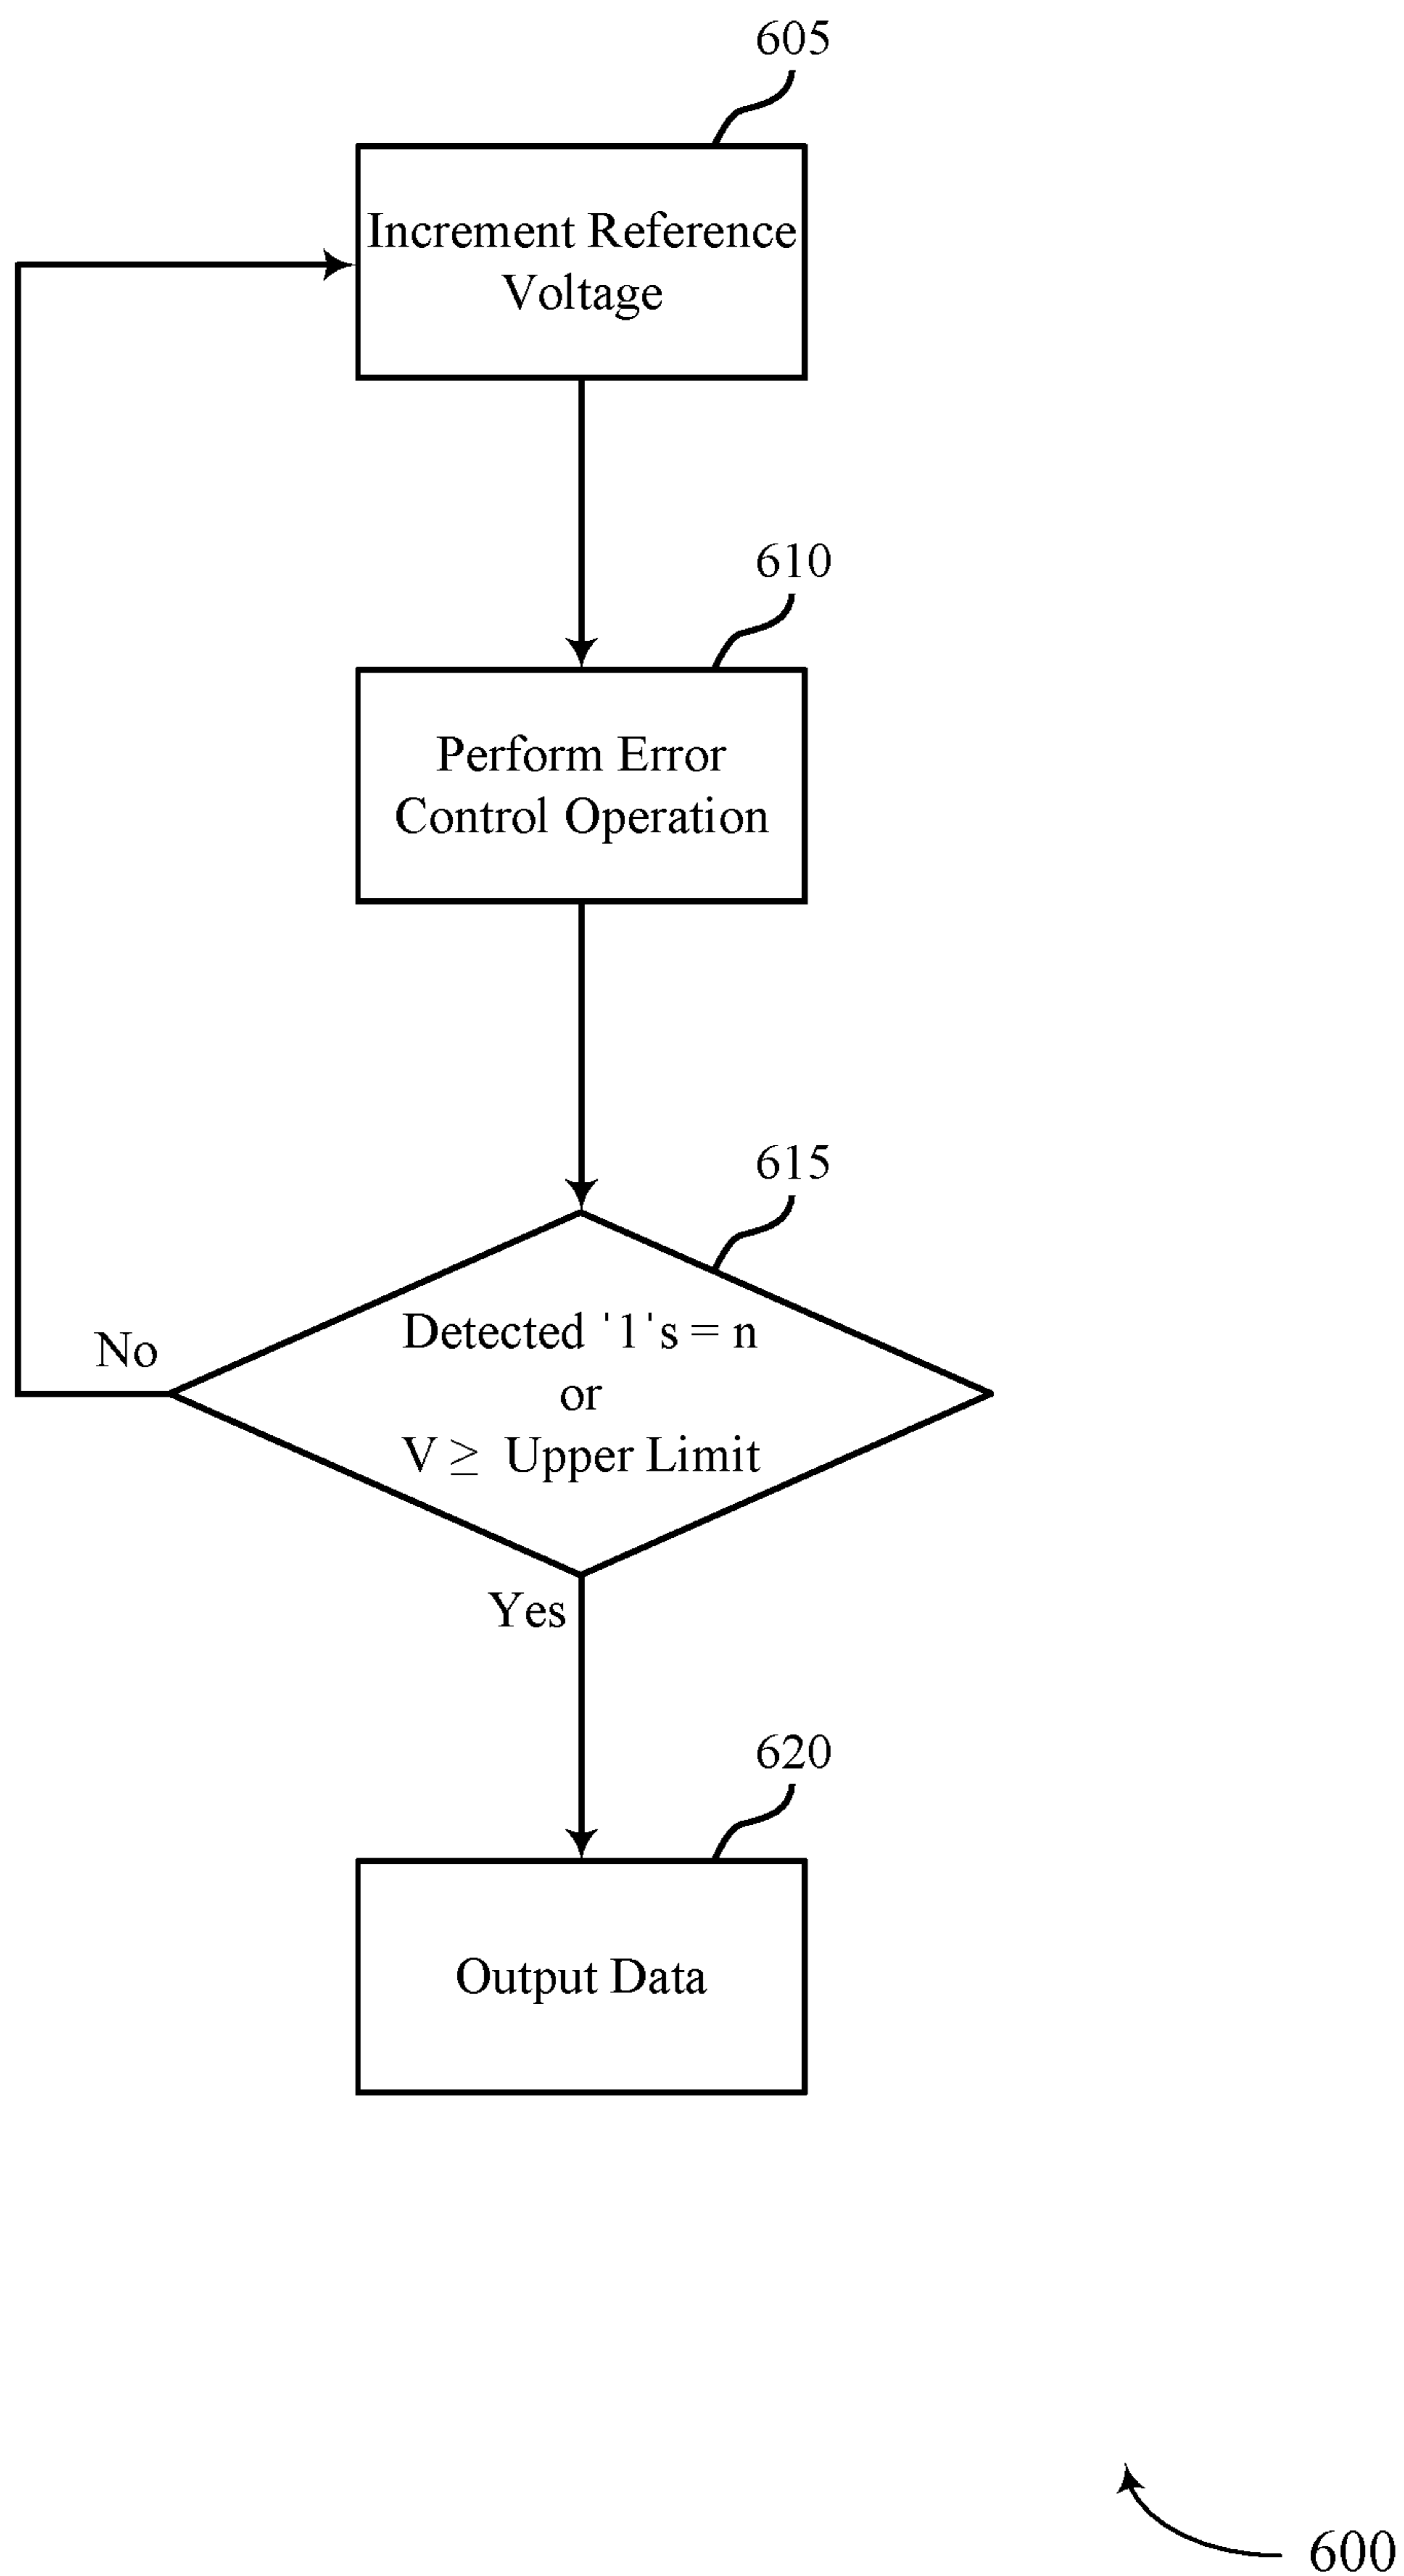 605
Increment Reference
Voltage
610
Perform Error
Control Operation
615
Detected '1's = n
or
V ≥ Upper Limit
No
Yes
620
Output Data
600